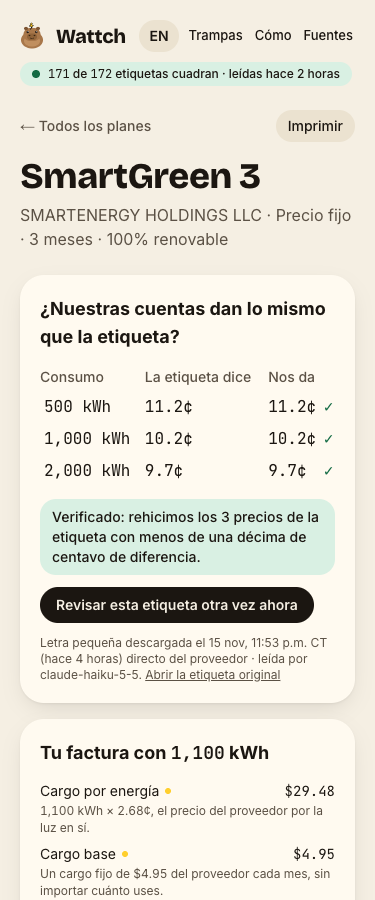 Wattch EN Trampas Cómo Fuentes
171 de 172 etiquetas cuadran · leídas hace 2 horas
← Todos los planes Imprimir
SmartGreen 3
SMARTENERGY HOLDINGS LLC · Precio fijo
· 3 meses · 100% renovable
¿Nuestras cuentas dan lo mismo
que la etiqueta?
Consumo La etiqueta dice Nos da
500 kWh 11.2¢ 11.2¢ ✓
1,000 kWh 10.2¢ 10.2¢ ✓
2,000 kWh 9.7¢ 9.7¢ ✓
Verificado: rehicimos los 3 precios de la
etiqueta con menos de una décima de
centavo de diferencia.
Revisar esta etiqueta otra vez ahora
Letra pequeña descargada el 15 nov, 11:53 p.m. CT
(hace 4 horas) directo del proveedor · leída por
claude-haiku-5-5. Abrir la etiqueta original
Tu factura con 1,100 kWh
Cargo por energía $29.48
1,100 kWh × 2.68¢, el precio del proveedor por la
luz en sí.
Cargo base $4.95
Un cargo fijo de $4.95 del proveedor cada mes, sin
importar cuánto uses.